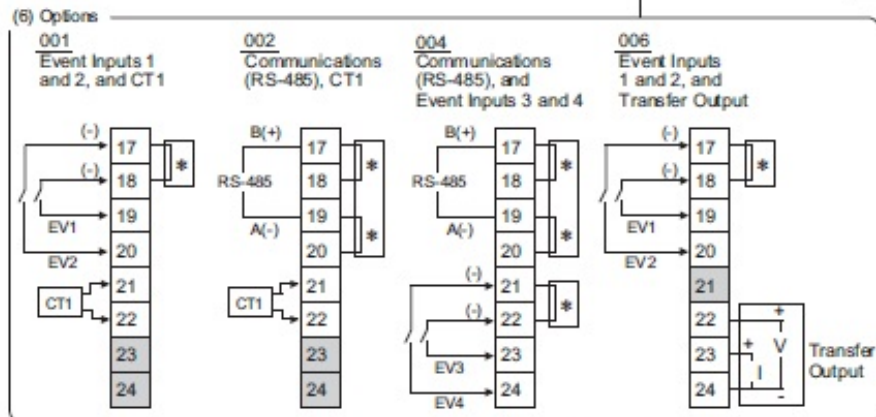 (6) Options
001
Event Inputs 1
and 2, and CT1
(-)
17
*
(-)
18
19
EV1
20
EV2
21
CT1
22
23
24
002
Communications
(RS-485), CT1
B(+)
17
*
RS-485
18
19
A(-)
*
20
21
CT1
22
23
24
004
Communications
(RS-485), and
Event Inputs 3 and 4
B(+)
17
*
RS-485
18
19
A(-)
*
20
(-)
21
*
(-)
22
23
EV3
24
EV4
006
Event Inputs
1 and 2, and
Transfer Output
(-)
17
*
(-)
18
19
EV1
20
EV2
21
22
+
23
+
V
I
24
-
Transfer
Output